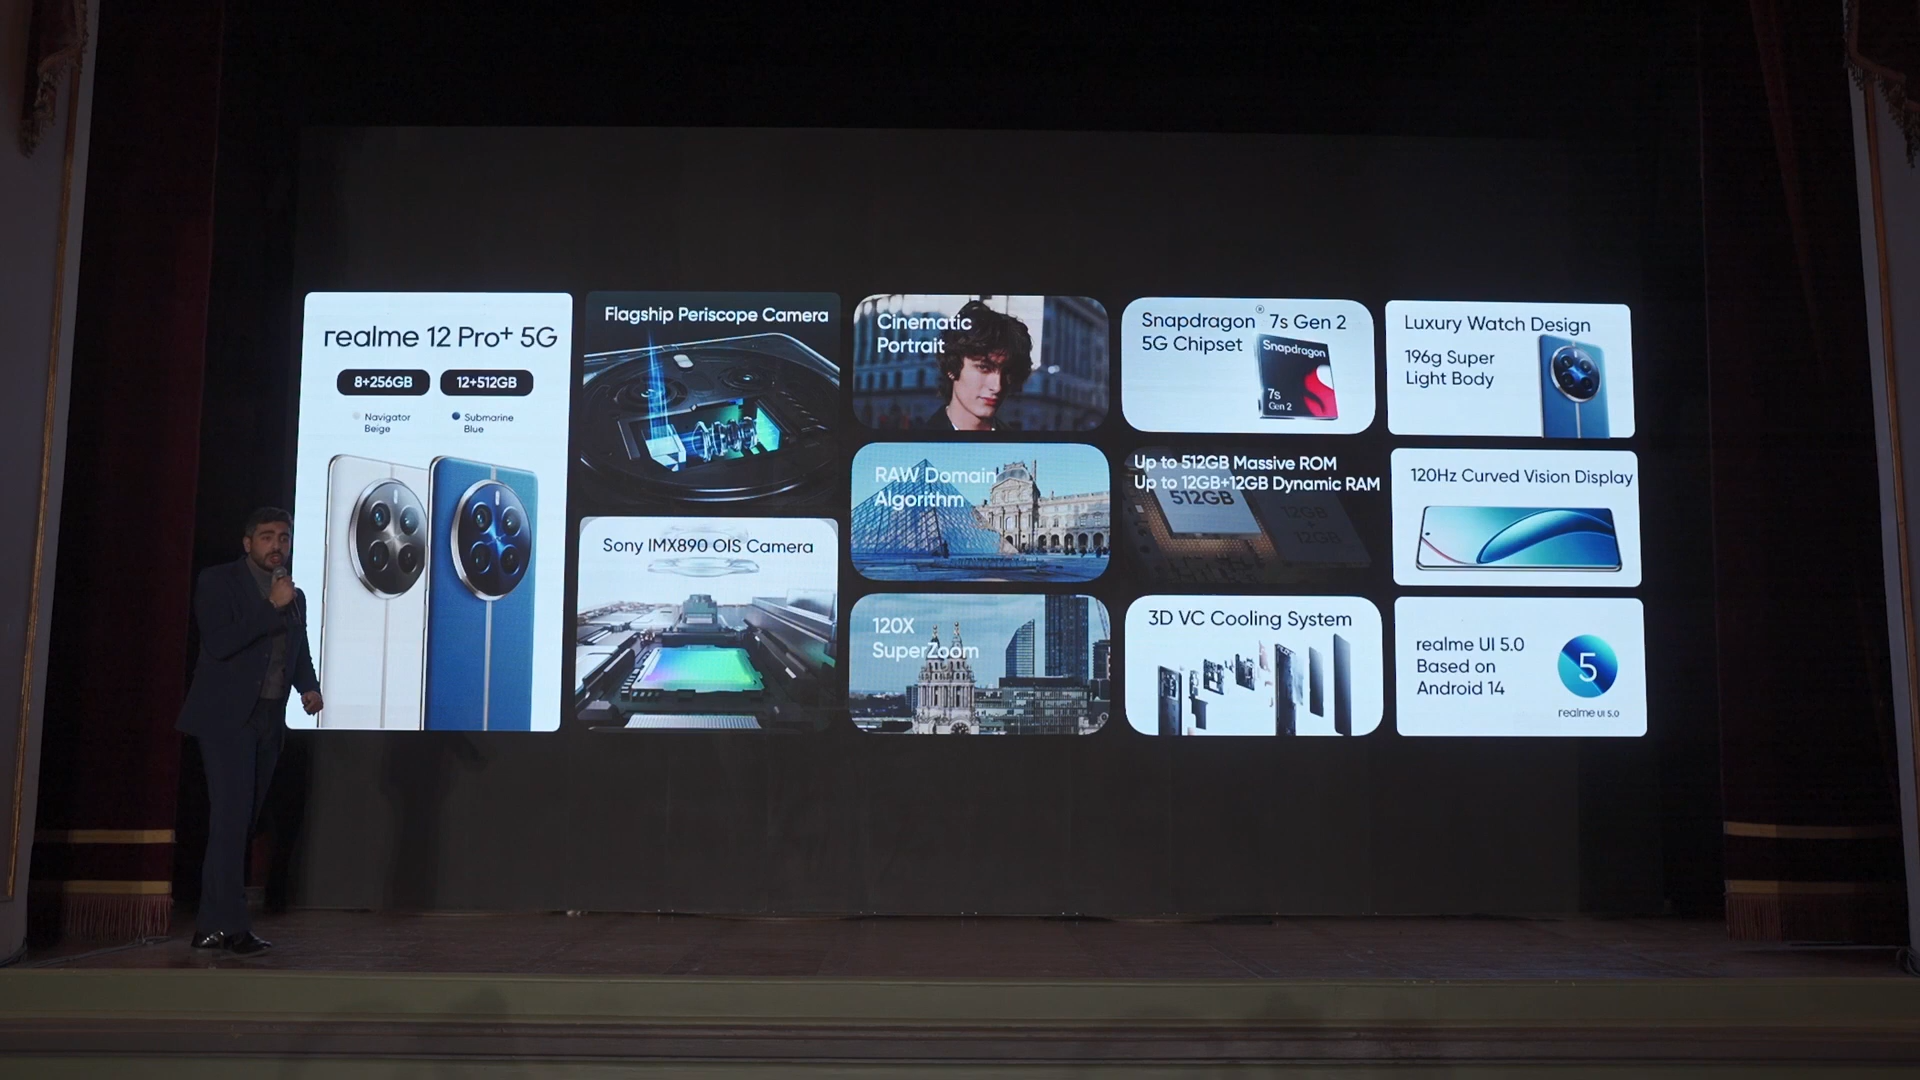 realme 12 Pro+ 5G
8+256GB
12+512GB
Navigator
Beige
Submarine
Blue
Flagship Periscope Camera
Sony IMX890 OIS Camera
Cinematic
Portrait
RAW Domain
Algorithm
120X
SuperZoom
Snapdragon® 7s Gen 2
5G Chipset
Snapdragon
7s
Gen 2
Up to 512GB Massive ROM
Up to 12GB+12GB Dynamic RAM
512GB
12GB
+
12GB
3D VC Cooling System
Luxury Watch Design
196g Super
Light Body
120Hz Curved Vision Display
realme UI 5.0
Based on
Android 14
5
realme UI 5.0